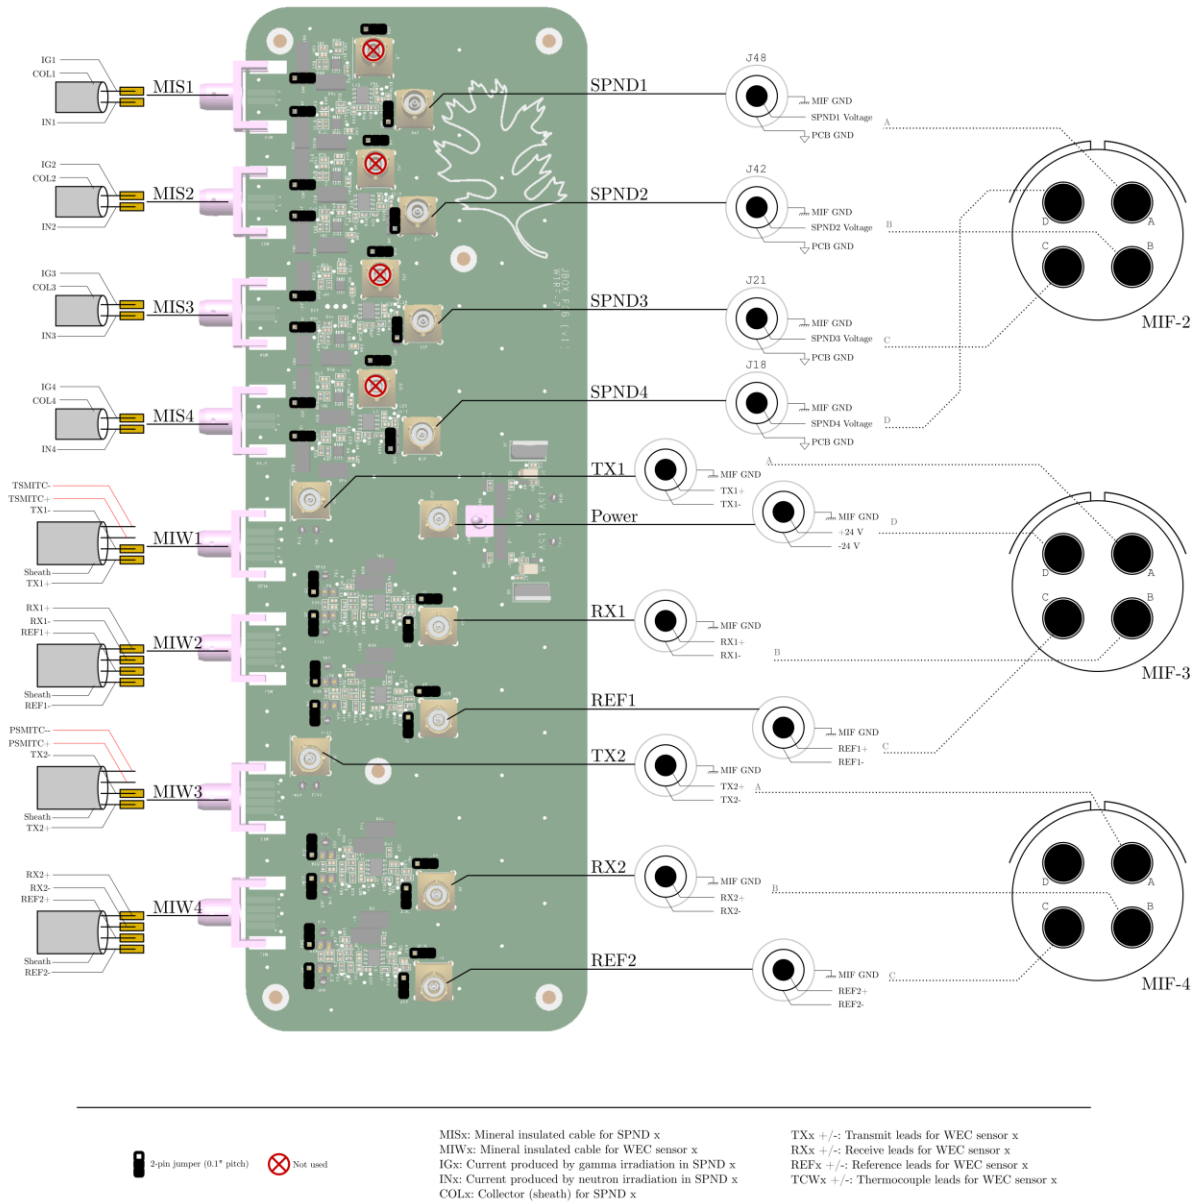 IG1
COL1
IN1
MIS1
SPND1
J48
MIF GND
SPND1 Voltage
PCB GND
A
IG2
COL2
IN2
MIS2
SPND2
J42
MIF GND
SPND2 Voltage
PCB GND
B
D
A
C
B
MIF-2
IG3
COL3
IN3
MIS3
SPND3
J21
MIF GND
SPND3 Voltage
PCB GND
C
IG4
COL4
IN4
MIS4
SPND4
J18
MIF GND
SPND4 Voltage
PCB GND
D
TSMITC-
TSMITC+
TX1-
Sheath
TX1+
MIW1
TX1
MIF GND
TX1+
TX1-
A
Power
MIF GND
+24 V
-24 V
D
D
A
C
B
MIF-3
RX1+
RX1-
REF1+
Sheath
REF1-
MIW2
RX1
MIF GND
RX1+
RX1-
B
REF1
MIF GND
REF1+
REF1-
C
PSMITC--
PSMITC+
TX2-
Sheath
TX2+
MIW3
TX2
MIF GND
TX2+
TX2-
A
RX2+
RX2-
REF2+
Sheath
REF2-
MIW4
RX2
MIF GND
RX2+
RX2-
B
D
A
C
B
MIF-4
REF2
MIF GND
REF2+
REF2-
C
2-pin jumper (0.1" pitch)
Not used
MISx: Mineral insulated cable for SPND x
MIWx: Mineral insulated cable for WEC sensor x
IGx: Current produced by gamma irradiation in SPND x
INx: Current produced by neutron irradiation in SPND x
COLx: Collector (sheath) for SPND x
TXx +/-: Transmit leads for WEC sensor x
RXx +/-: Receive leads for WEC sensor x
REFx +/-: Reference leads for WEC sensor x
TCWx +/-: Thermocouple leads for WEC sensor x